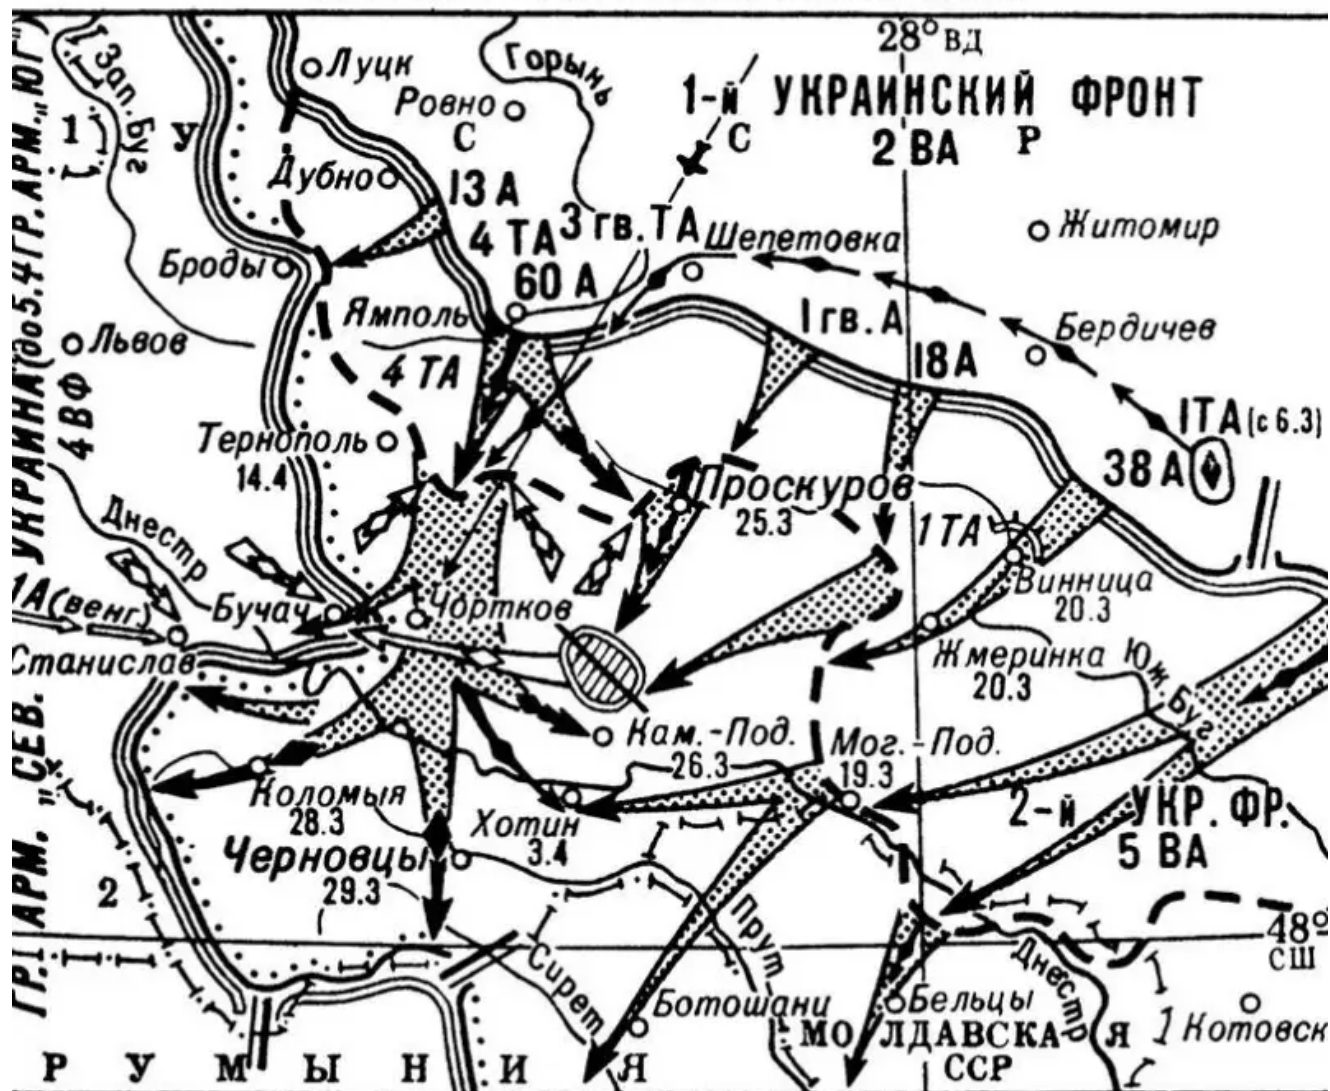 28° ВД
Луцк
Горынь
Зап. Буг
Ровно
1-й УКРАИНСКИЙ ФРОНТ
1
У
С
С
2 ВА
Р
Дубно
13 А
4 ТА
3 гв. ТА
Шепетовка
Житомир
Броды
60 А
Ямполь
1 гв. А
Бердичев
Львов
4 ТА
18 А
1 ТА (с 6.3)
Тернополь
14.4
38 А
Проскуров
25.3
Днестр
1 ТА
Винница
20.3
1 А (венг.)
Бучач
Чортков
Станислав
Жмеринка
20.3
Юж. Буг
Кам.-Под.
26.3
Мог.-Под.
19.3
Коломыя
28.3
Хотин
3.4
2-й УКР. ФР.
5 ВА
Черновцы
29.3
2
Прут
48°
СШ
Сирет
Днестр
Ботошани
Бельцы
Котовск
МОЛДАВСКАЯ
ССР
1
РУМЫНИЯ
ГР. АРМ. „СЕВ. УКРАИНА" (до 5.4 ГР. АРМ. „ЮГ")
4 ВФ